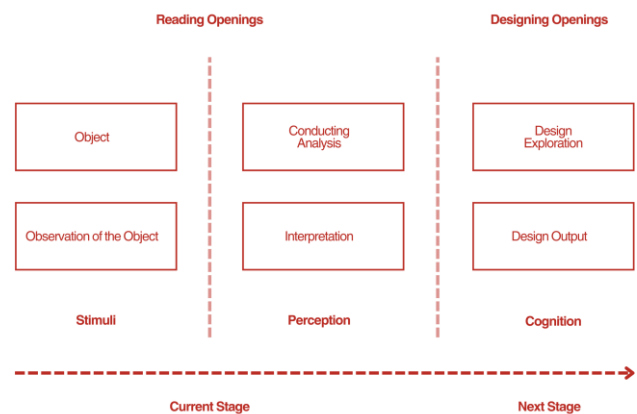 Reading Openings
Designing Openings
Object
Conducting
Analysis
Design
Exploration
Observation of the Object
Interpretation
Design Output
Stimuli
Perception
Cognition
Current Stage
Next Stage